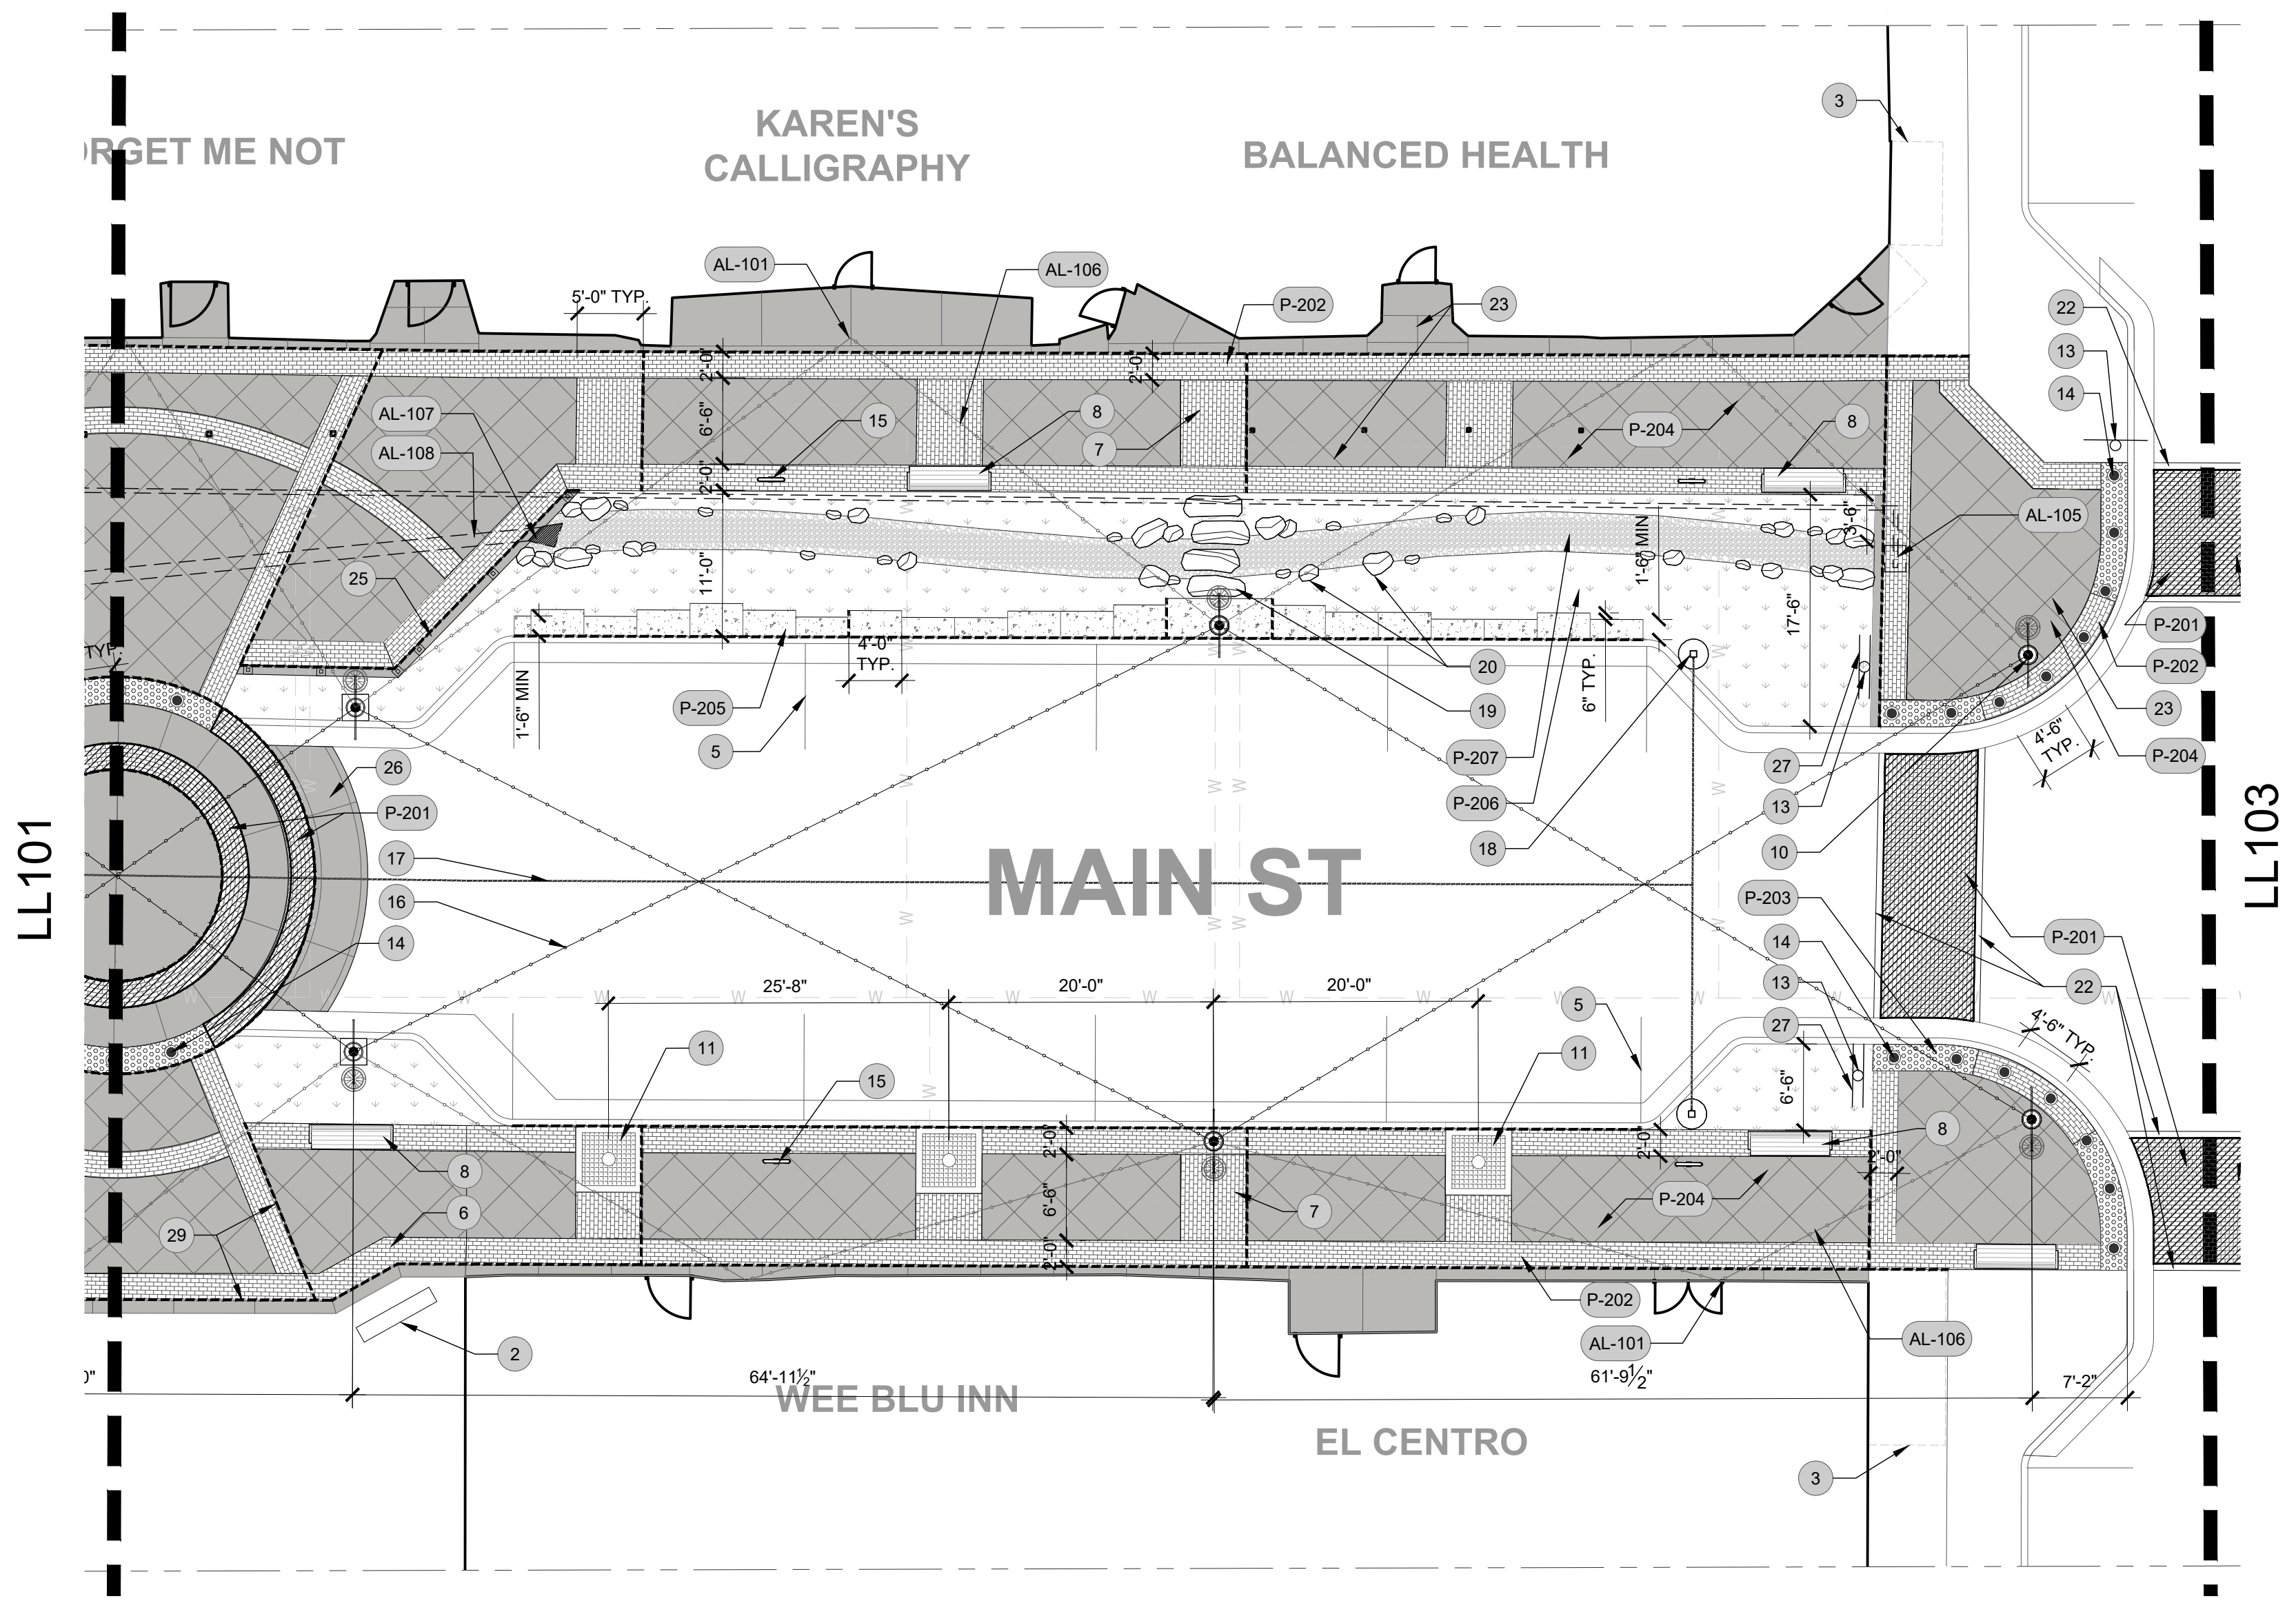 3
KAREN'S
CALLIGRAPHY
BALANCED HEALTH
ORGET ME NOT
AL-101
AL-106
5'-0" TYP.
P-202
23
22
13
14
2'-0"
2'-0"
AL-107
15
8
7
P-204
8
AL-108
6'-6"
2'-0"
AL-105
3'-6"
1'-6" MIN
25
11'-0"
17'-6"
P-201
P-202
TYP.
4'-0"
TYP.
20
6" TYP.
P-205
1'-6" MIN
19
23
5
4'-6"
TYP.
P-204
26
P-207
27
P-201
P-206
13
LL101
17
18
10
LL103
MAIN ST
16
P-203
14
14
P-201
25'-8"
20'-0"
20'-0"
13
22
W W W W W W W W W
5
27
4'-6" TYP.
11
11
15
6'-6"
2'-0"
2'-0"
8
8
2'-0"
6'-6"
P-204
6
7
29
2'-0"
P-202
AL-101
AL-106
2
0"
64'-11½"
61'-9½"
7'-2"
WEE BLU INN
EL CENTRO
3